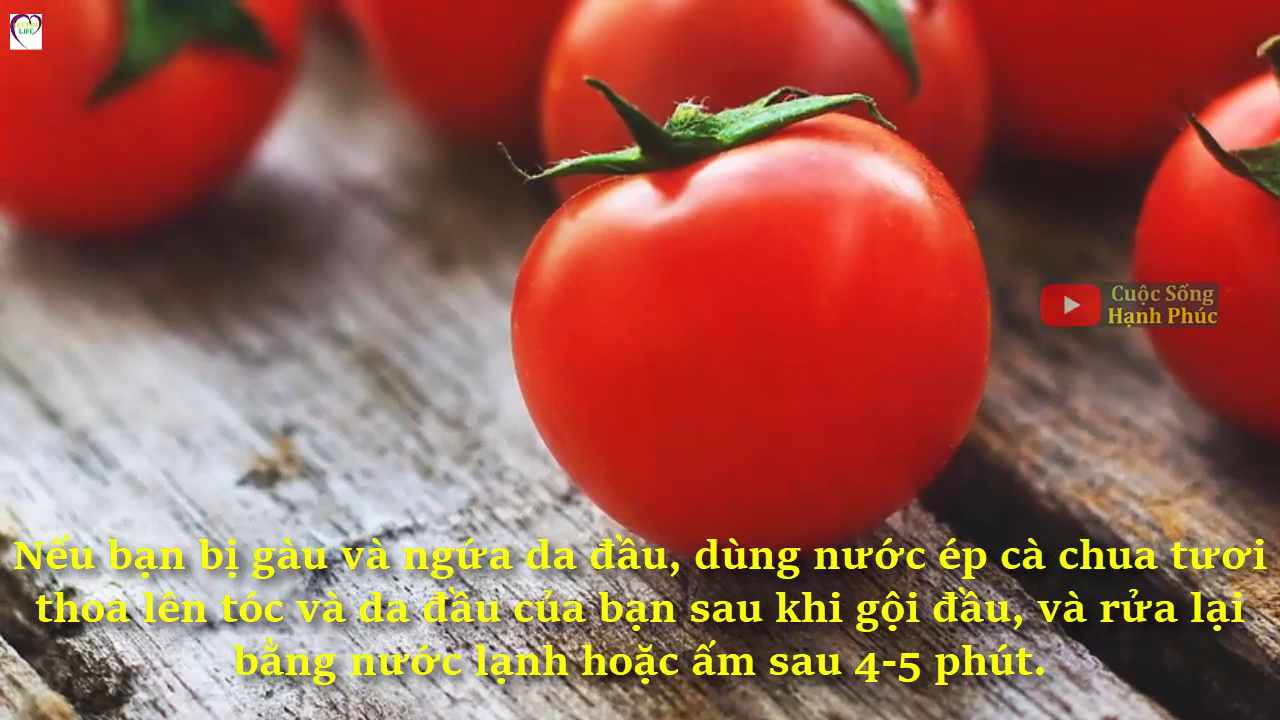 LIFE
Cuộc Sống
Hạnh Phúc
Nếu bạn bị gàu và ngứa da đầu, dùng nước ép cà chua tươi
thoa lên tóc và da đầu của bạn sau khi gội đầu, và rửa lại
bằng nước lạnh hoặc ấm sau 4-5 phút.